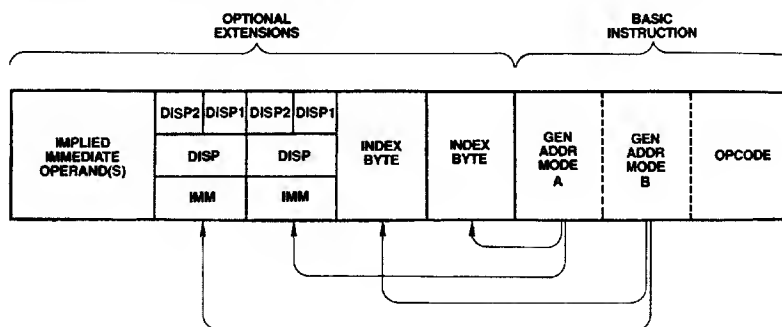 OPTIONAL
EXTENSIONS
BASIC
INSTRUCTION
IMPLIED
IMMEDIATE
OPERAND(S)
DISP2 DISP1 DISP2 DISP1
DISP DISP
IMM IMM
INDEX
BYTE
INDEX
BYTE
GEN
ADDR
MODE
A
GEN
ADDR
MODE
B
OPCODE